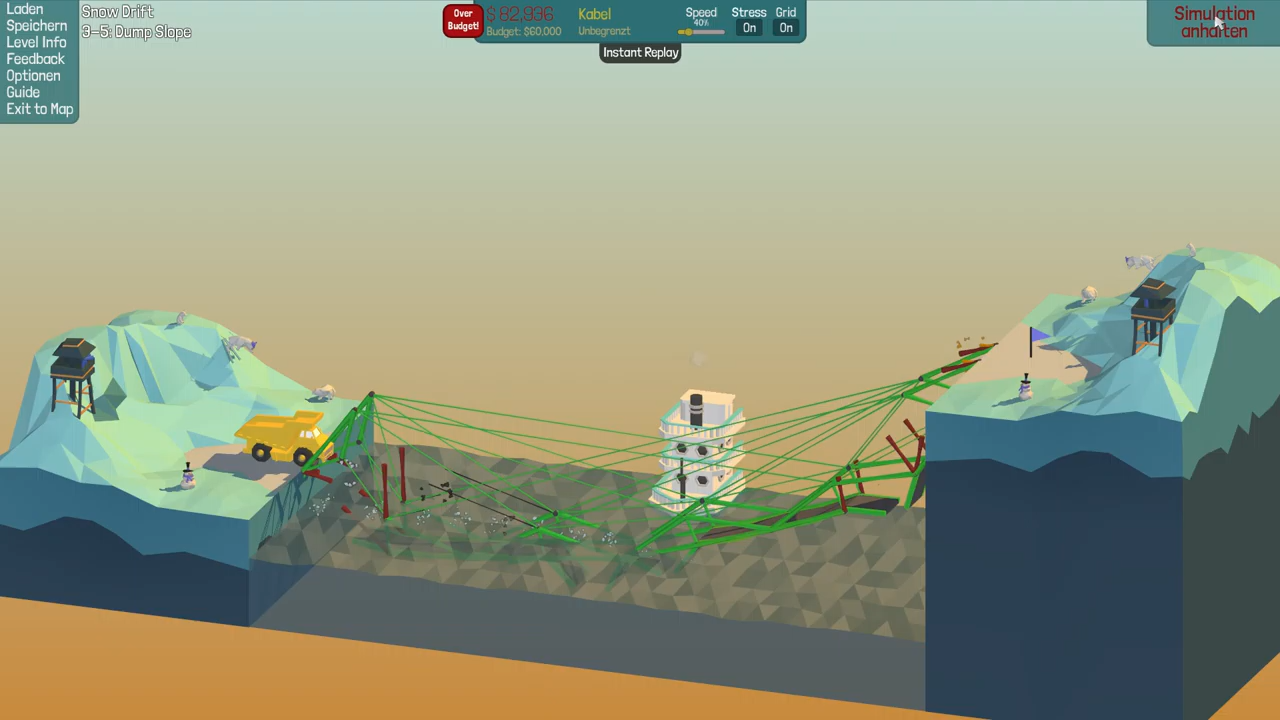 Laden
Speichern
Level Info
Feedback
Optionen
Guide
Exit to Map
Snow Drift
3-5: Dump Slope
Over
Budget!
$ 82,936
Budget: $60,000
Kabel
Unbegrenzt
Speed
40%
Stress
On
Grid
On
Instant Replay
Simulation
anhalten